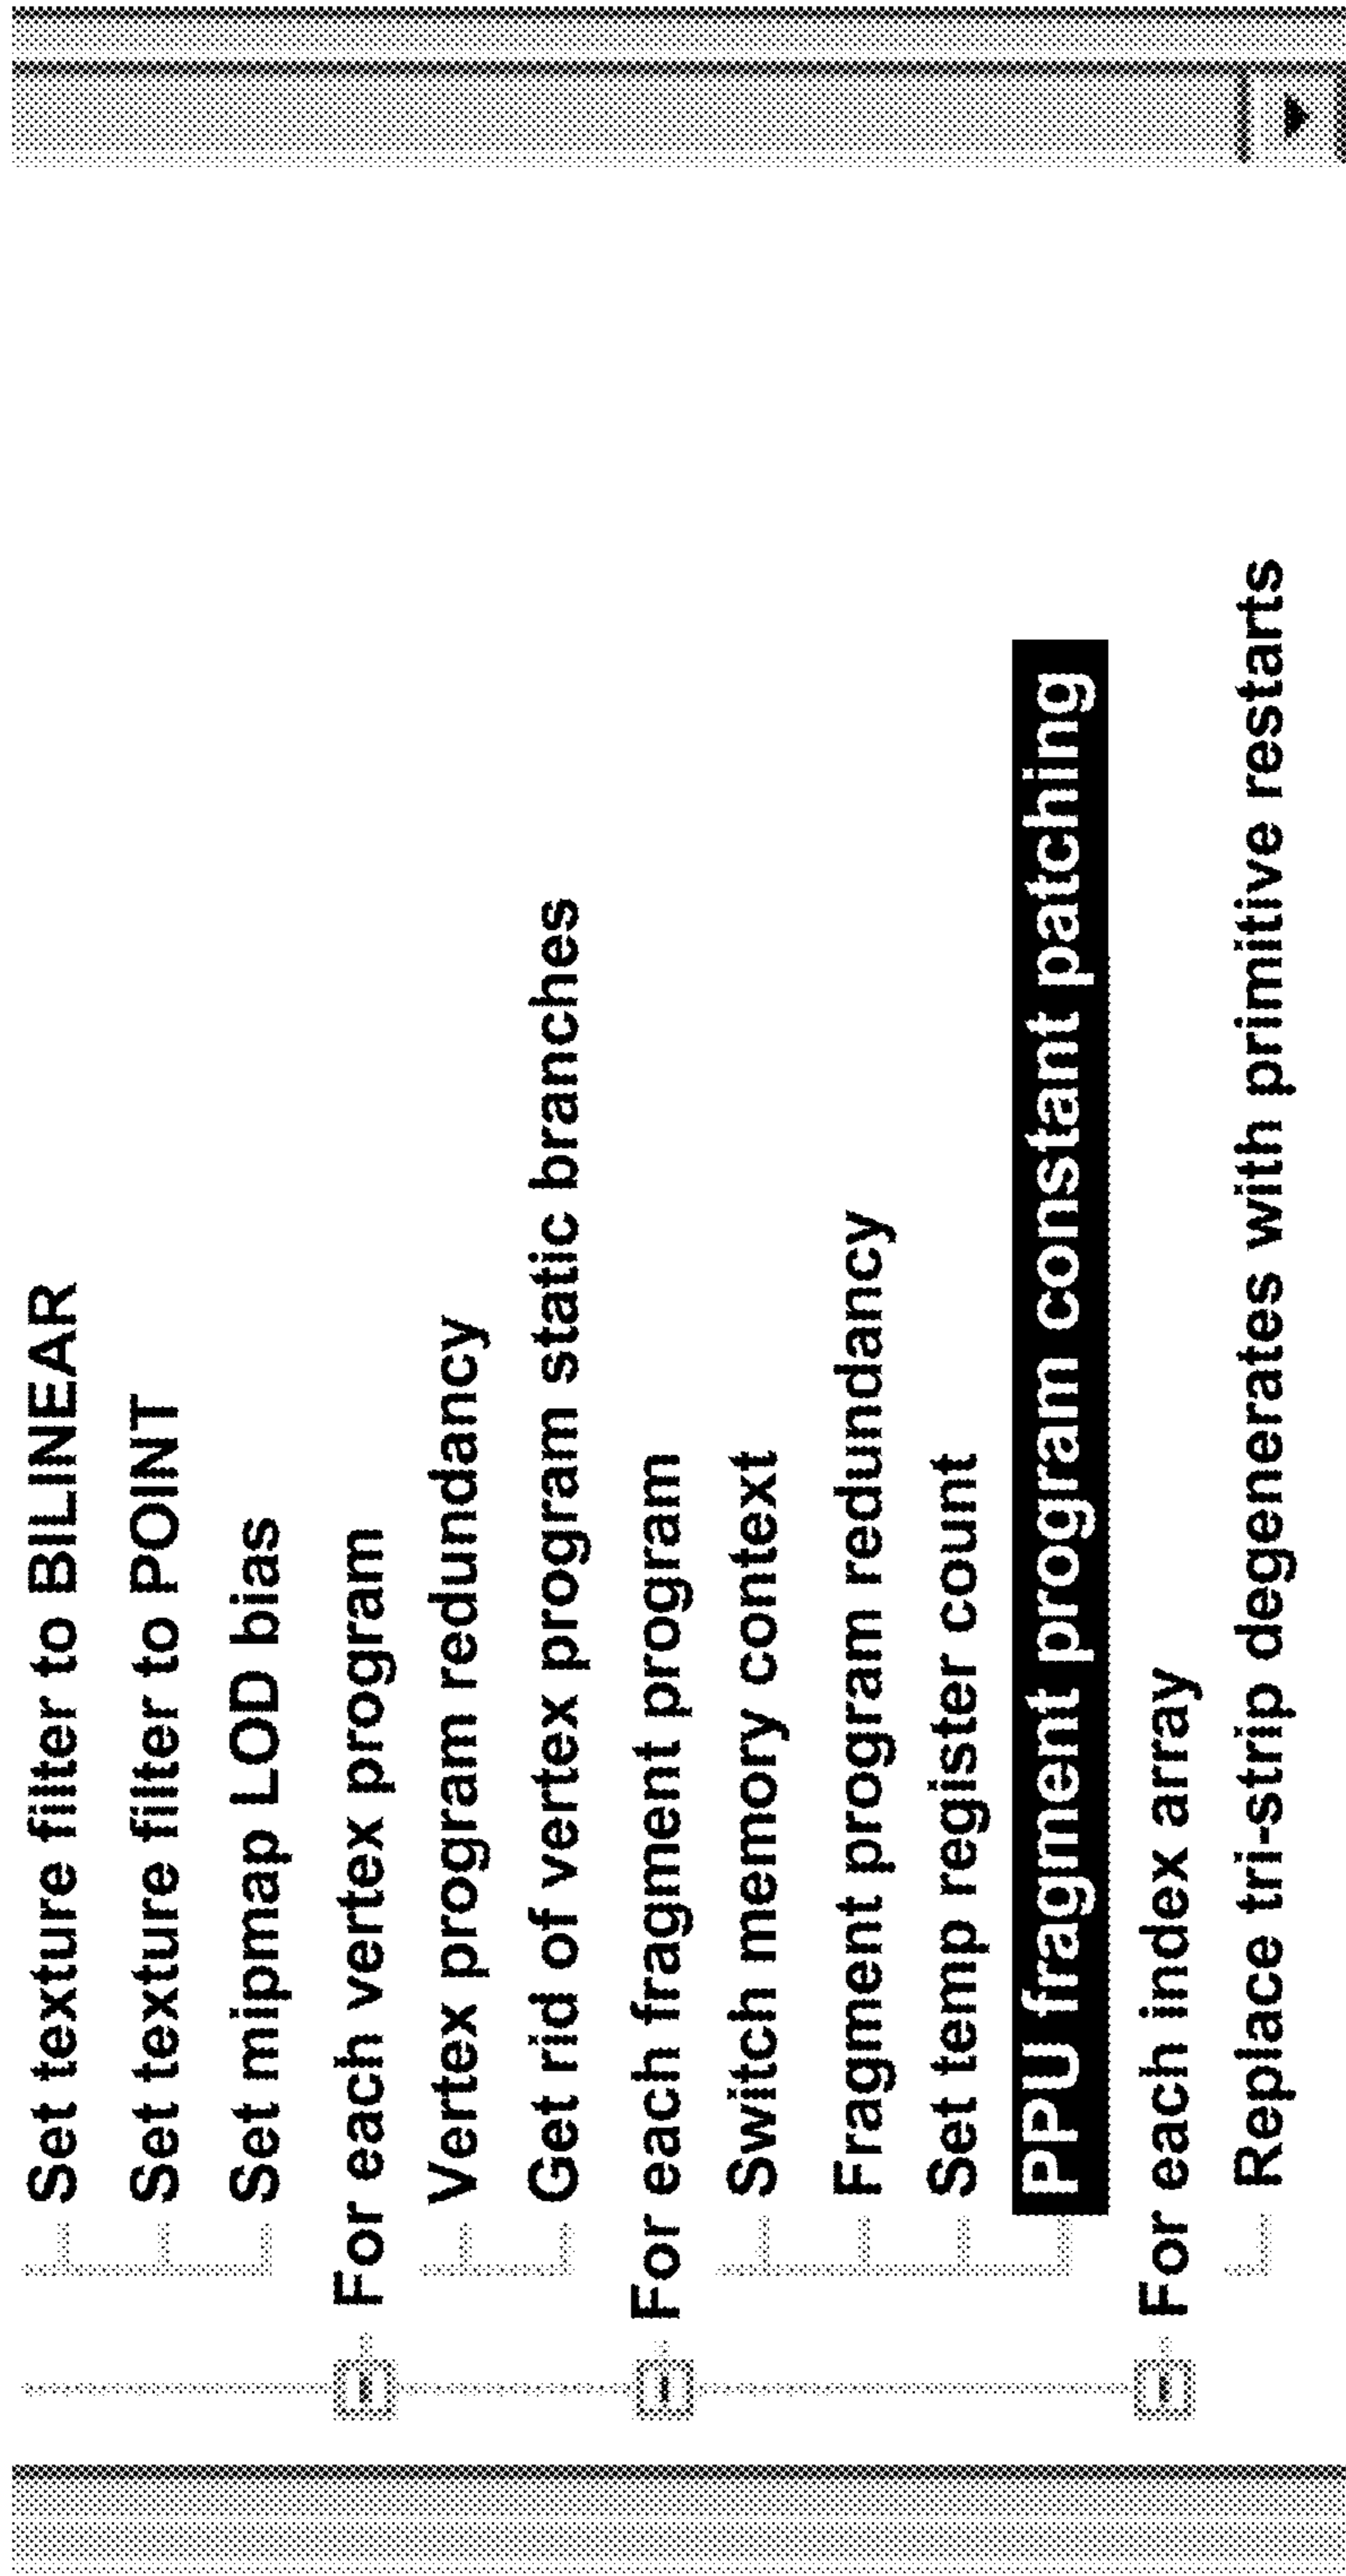 Set texture filter to BILINEAR
Set texture filter to POINT
Set mipmap LOD bias
For each vertex program
Vertex program redundancy
Get rid of vertex program static branches
For each fragment program
Switch memory context
Fragment program redundancy
Set temp register count
PPU fragment program constant patching
For each index array
Replace tri-strip degenerates with primitive restarts